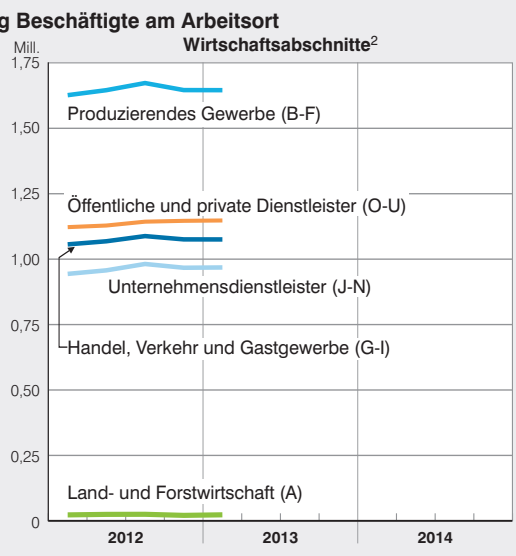 g Beschäftigte am Arbeitsort
Mill.
Wirtschaftsabschnitte²
1,75
Produzierendes Gewerbe (B-F)
1,50
1,25
Öffentliche und private Dienstleister (O-U)
1,00
Unternehmensdienstleister (J-N)
0,75
Handel, Verkehr und Gastgewerbe (G-I)
0,50
0,25
Land- und Forstwirtschaft (A)
0
2012
2013
2014